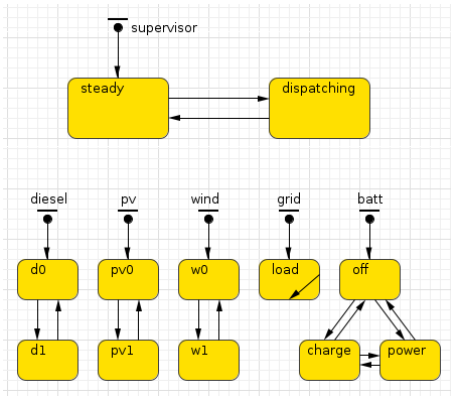 supervisor
steady dispatching
diesel pv wind grid batt
d0 pv0 w0 load off
d1 pv1 w1 charge power